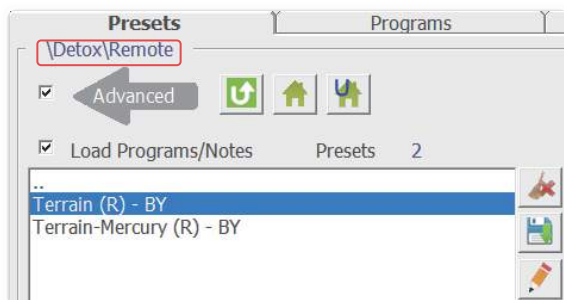 Presets Programs
\Detox\Remote
Advanced
U
Load Programs/Notes Presets 2
..
Terrain (R) - BY
Terrain-Mercury (R) - BY